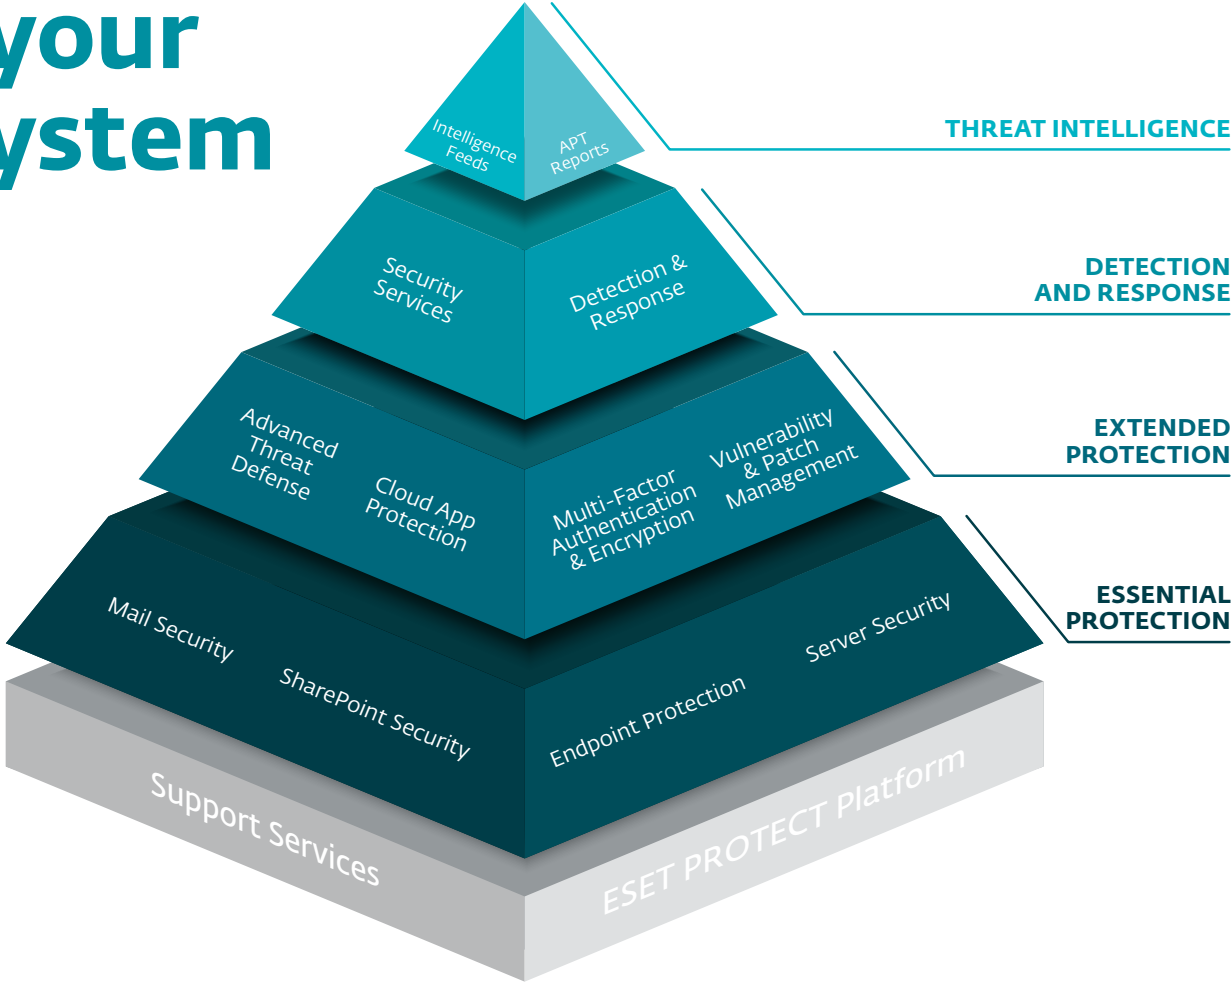 your
ystem
Intelligence
Feeds
APT
Reports
THREAT INTELLIGENCE
Security
Services
Detection &
Response
DETECTION
AND RESPONSE
Advanced
Threat
Defense
Cloud App
Protection
Multi-Factor
Authentication
& Encryption
Vulnerability
& Patch
Management
EXTENDED
PROTECTION
Mail Security
SharePoint Security
Endpoint Protection
Server Security
ESSENTIAL
PROTECTION
Support Services
ESET PROTECT Platform